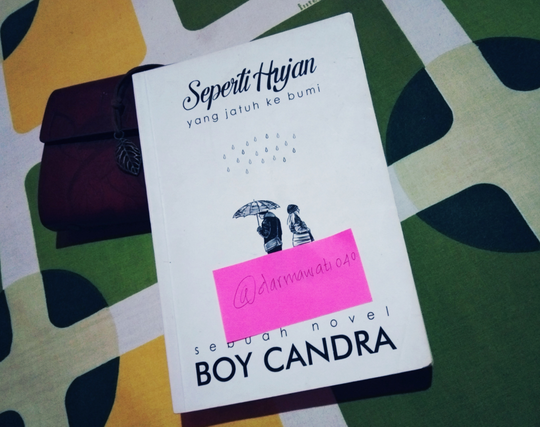 Seperti Hujan
yang jatuh ke bumi
@darmawati040
sebuah novel
BOY CANDRA